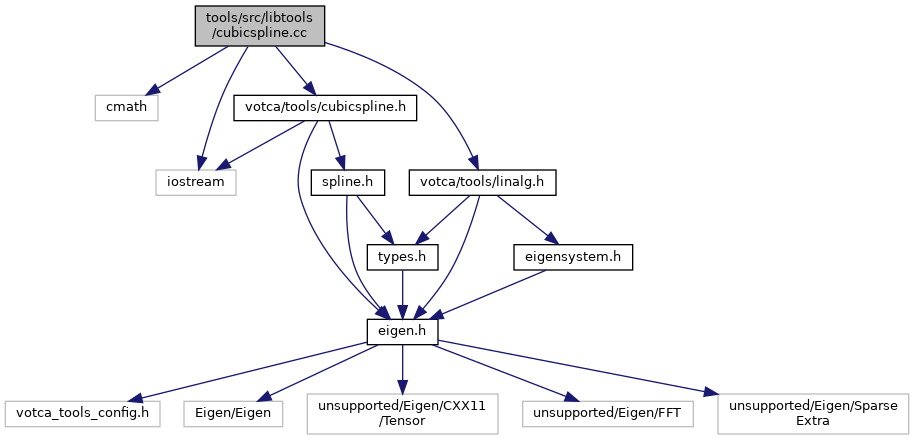 tools/src/libtools
/cubicspline.cc
cmath
votca/tools/cubicspline.h
iostream
spline.h
votca/tools/linalg.h
types.h
eigensystem.h
eigen.h
votca_tools_config.h
Eigen/Eigen
unsupported/Eigen/CXX11
/Tensor
unsupported/Eigen/FFT
unsupported/Eigen/Sparse
Extra